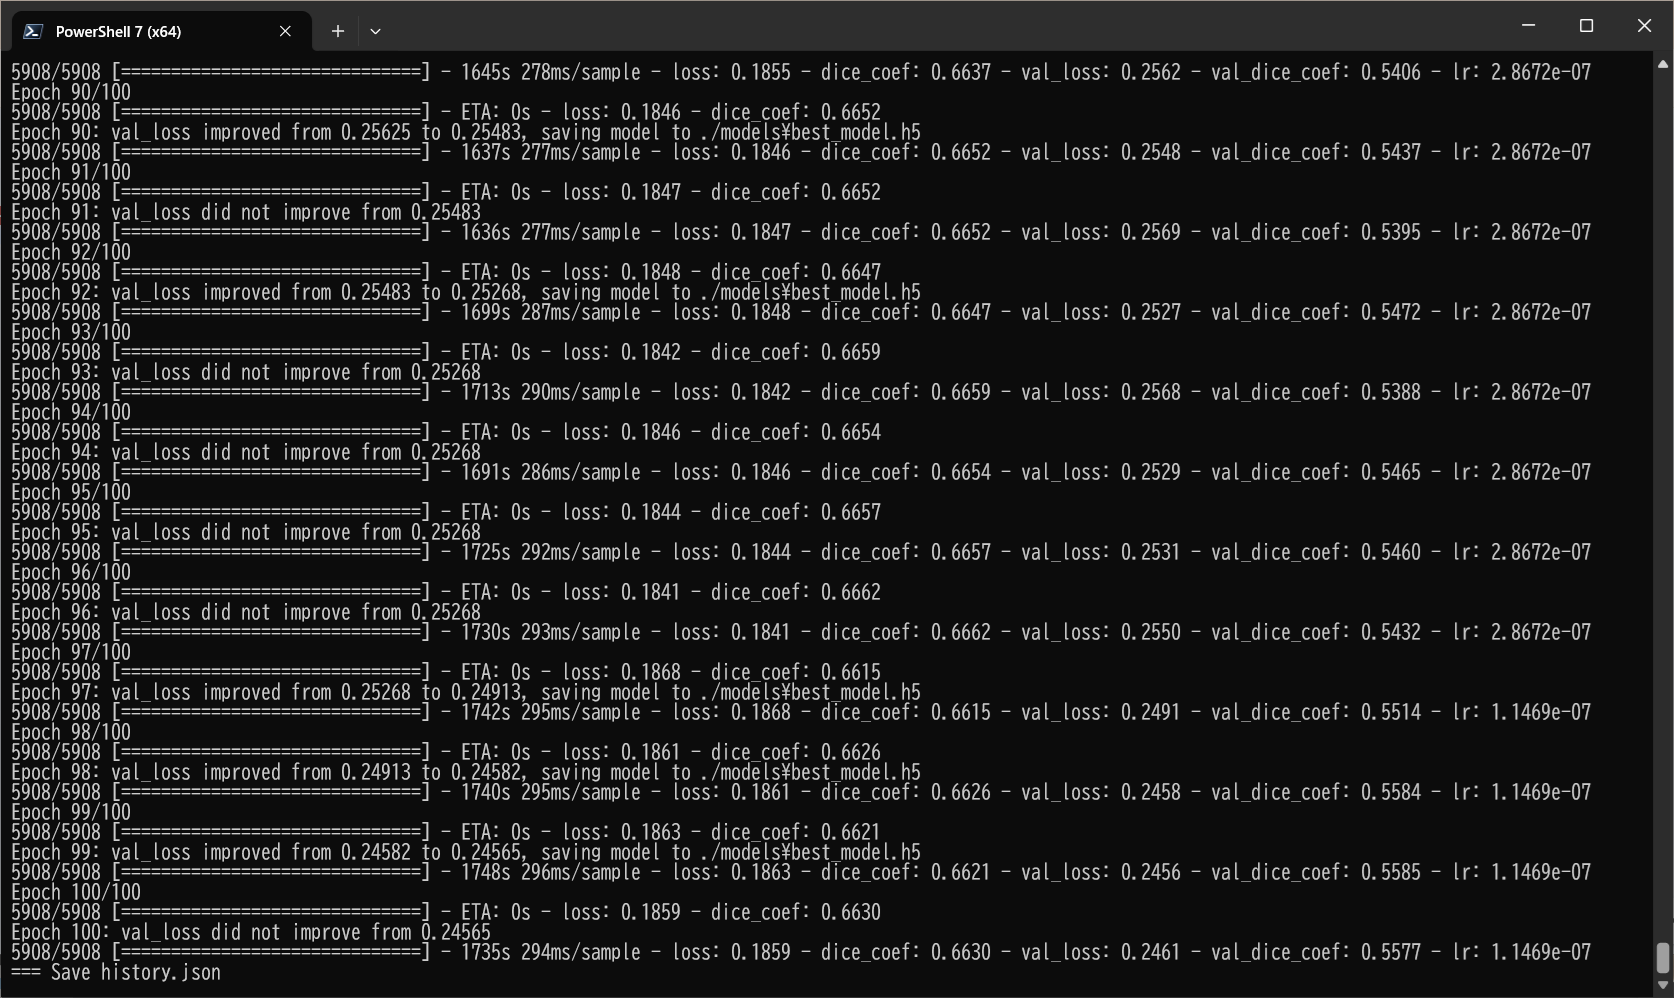 PowerShell 7 (x64)
5908/5908 [==============================] - 1645s 278ms/sample - loss: 0.1855 - dice_coef: 0.6637 - val_loss: 0.2562 - val_dice_coef: 0.5406 - lr: 2.8672e-07
Epoch 90/100
5908/5908 [==============================] - ETA: 0s - loss: 0.1846 - dice_coef: 0.6652
Epoch 90: val_loss improved from 0.25625 to 0.25483, saving model to ./models¥best_model.h5
5908/5908 [==============================] - 1637s 277ms/sample - loss: 0.1846 - dice_coef: 0.6652 - val_loss: 0.2548 - val_dice_coef: 0.5437 - lr: 2.8672e-07
Epoch 91/100
5908/5908 [==============================] - ETA: 0s - loss: 0.1847 - dice_coef: 0.6652
Epoch 91: val_loss did not improve from 0.25483
5908/5908 [==============================] - 1636s 277ms/sample - loss: 0.1847 - dice_coef: 0.6652 - val_loss: 0.2569 - val_dice_coef: 0.5395 - lr: 2.8672e-07
Epoch 92/100
5908/5908 [==============================] - ETA: 0s - loss: 0.1848 - dice_coef: 0.6647
Epoch 92: val_loss improved from 0.25483 to 0.25268, saving model to ./models¥best_model.h5
5908/5908 [==============================] - 1699s 287ms/sample - loss: 0.1848 - dice_coef: 0.6647 - val_loss: 0.2527 - val_dice_coef: 0.5472 - lr: 2.8672e-07
Epoch 93/100
5908/5908 [==============================] - ETA: 0s - loss: 0.1842 - dice_coef: 0.6659
Epoch 93: val_loss did not improve from 0.25268
5908/5908 [==============================] - 1713s 290ms/sample - loss: 0.1842 - dice_coef: 0.6659 - val_loss: 0.2568 - val_dice_coef: 0.5388 - lr: 2.8672e-07
Epoch 94/100
5908/5908 [==============================] - ETA: 0s - loss: 0.1846 - dice_coef: 0.6654
Epoch 94: val_loss did not improve from 0.25268
5908/5908 [==============================] - 1691s 286ms/sample - loss: 0.1846 - dice_coef: 0.6654 - val_loss: 0.2529 - val_dice_coef: 0.5465 - lr: 2.8672e-07
Epoch 95/100
5908/5908 [==============================] - ETA: 0s - loss: 0.1844 - dice_coef: 0.6657
Epoch 95: val_loss did not improve from 0.25268
5908/5908 [==============================] - 1725s 292ms/sample - loss: 0.1844 - dice_coef: 0.6657 - val_loss: 0.2531 - val_dice_coef: 0.5460 - lr: 2.8672e-07
Epoch 96/100
5908/5908 [==============================] - ETA: 0s - loss: 0.1841 - dice_coef: 0.6662
Epoch 96: val_loss did not improve from 0.25268
5908/5908 [==============================] - 1730s 293ms/sample - loss: 0.1841 - dice_coef: 0.6662 - val_loss: 0.2550 - val_dice_coef: 0.5432 - lr: 2.8672e-07
Epoch 97/100
5908/5908 [==============================] - ETA: 0s - loss: 0.1868 - dice_coef: 0.6615
Epoch 97: val_loss improved from 0.25268 to 0.24913, saving model to ./models¥best_model.h5
5908/5908 [==============================] - 1742s 295ms/sample - loss: 0.1868 - dice_coef: 0.6615 - val_loss: 0.2491 - val_dice_coef: 0.5514 - lr: 1.1469e-07
Epoch 98/100
5908/5908 [==============================] - ETA: 0s - loss: 0.1861 - dice_coef: 0.6626
Epoch 98: val_loss improved from 0.24913 to 0.24582, saving model to ./models¥best_model.h5
5908/5908 [==============================] - 1740s 295ms/sample - loss: 0.1861 - dice_coef: 0.6626 - val_loss: 0.2458 - val_dice_coef: 0.5584 - lr: 1.1469e-07
Epoch 99/100
5908/5908 [==============================] - ETA: 0s - loss: 0.1863 - dice_coef: 0.6621
Epoch 99: val_loss improved from 0.24582 to 0.24565, saving model to ./models¥best_model.h5
5908/5908 [==============================] - 1748s 296ms/sample - loss: 0.1863 - dice_coef: 0.6621 - val_loss: 0.2456 - val_dice_coef: 0.5585 - lr: 1.1469e-07
Epoch 100/100
5908/5908 [==============================] - ETA: 0s - loss: 0.1859 - dice_coef: 0.6630
Epoch 100: val_loss did not improve from 0.24565
5908/5908 [==============================] - 1735s 294ms/sample - loss: 0.1859 - dice_coef: 0.6630 - val_loss: 0.2461 - val_dice_coef: 0.5577 - lr: 1.1469e-07
=== Save history.json